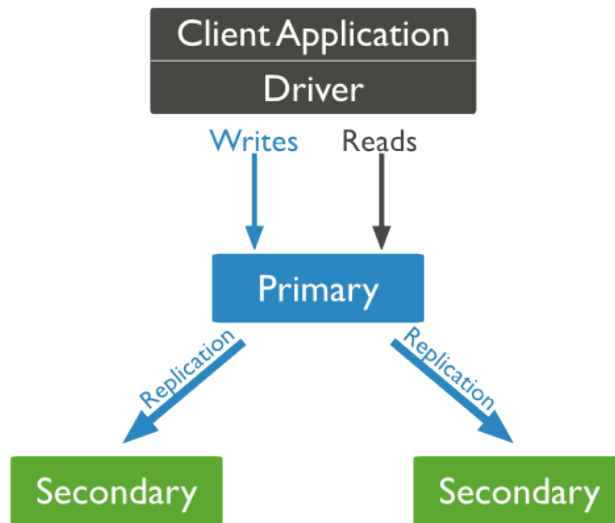 Client Application
Driver
Writes
Reads
Primary
Replication
Replication
Secondary
Secondary